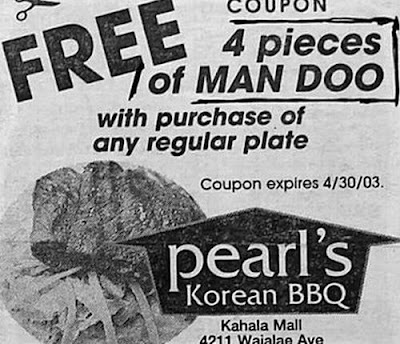 COUPON
FREE 4 pieces
of MAN DOO
with purchase of
any regular plate
Coupon expires 4/30/03.
pearl's
Korean BBQ
Kahala Mall
4211 Waialae Ave